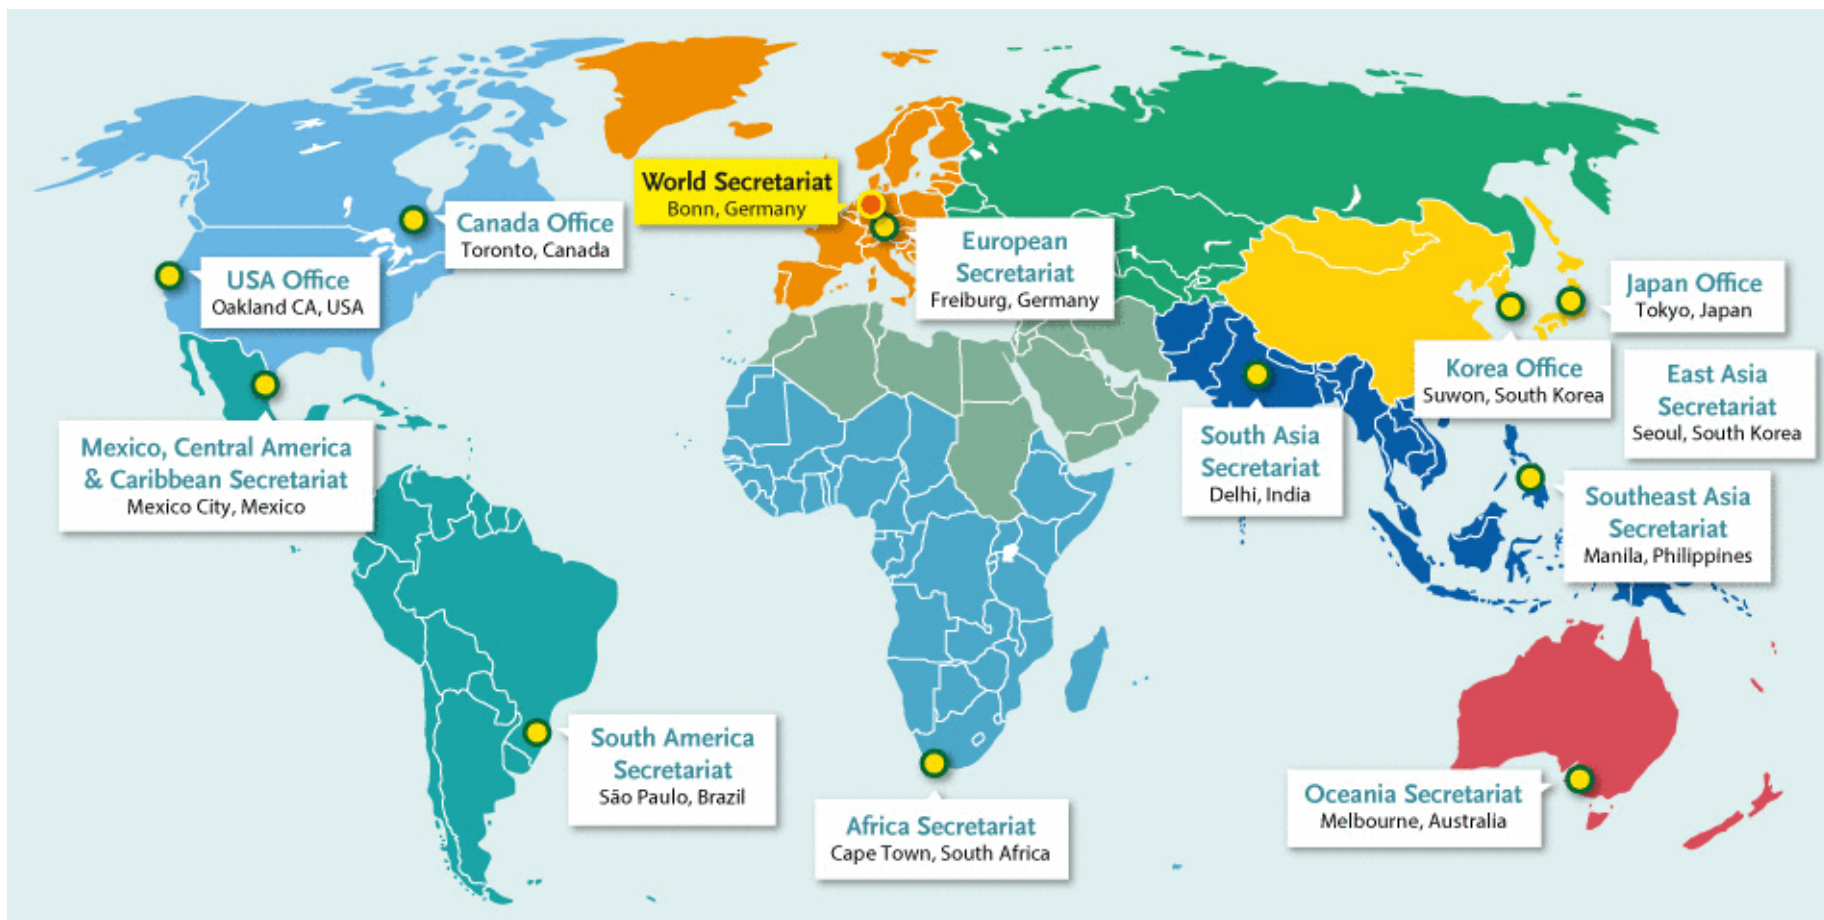 World Secretariat
Bonn, Germany
Canada Office
Toronto, Canada
USA Office
Oakland CA, USA
European
Secretariat
Freiburg, Germany
Japan Office
Tokyo, Japan
Korea Office
Suwon, South Korea
East Asia
Secretariat
Seoul, South Korea
Mexico, Central America
& Caribbean Secretariat
Mexico City, Mexico
South Asia
Secretariat
Delhi, India
Southeast Asia
Secretariat
Manila, Philippines
South America
Secretariat
São Paulo, Brazil
Africa Secretariat
Cape Town, South Africa
Oceania Secretariat
Melbourne, Australia